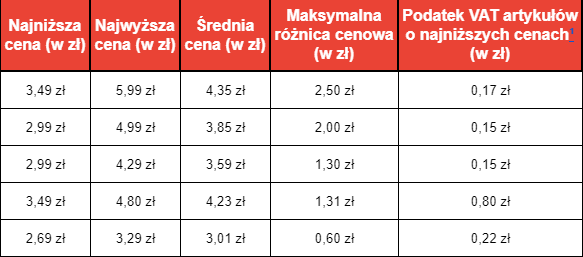 Najniższa cena (w zł) Najwyższa cena (w zł) Średnia cena (w zł) Maksymalna różnica cenowa (w zł) Podatek VAT artykułów o najniższych cenach¹ (w zł)
3,49 zł 5,99 zł 4,35 zł 2,50 zł 0,17 zł
2,99 zł 4,99 zł 3,85 zł 2,00 zł 0,15 zł
2,99 zł 4,29 zł 3,59 zł 1,30 zł 0,15 zł
3,49 zł 4,80 zł 4,23 zł 1,31 zł 0,80 zł
2,69 zł 3,29 zł 3,01 zł 0,60 zł 0,22 zł